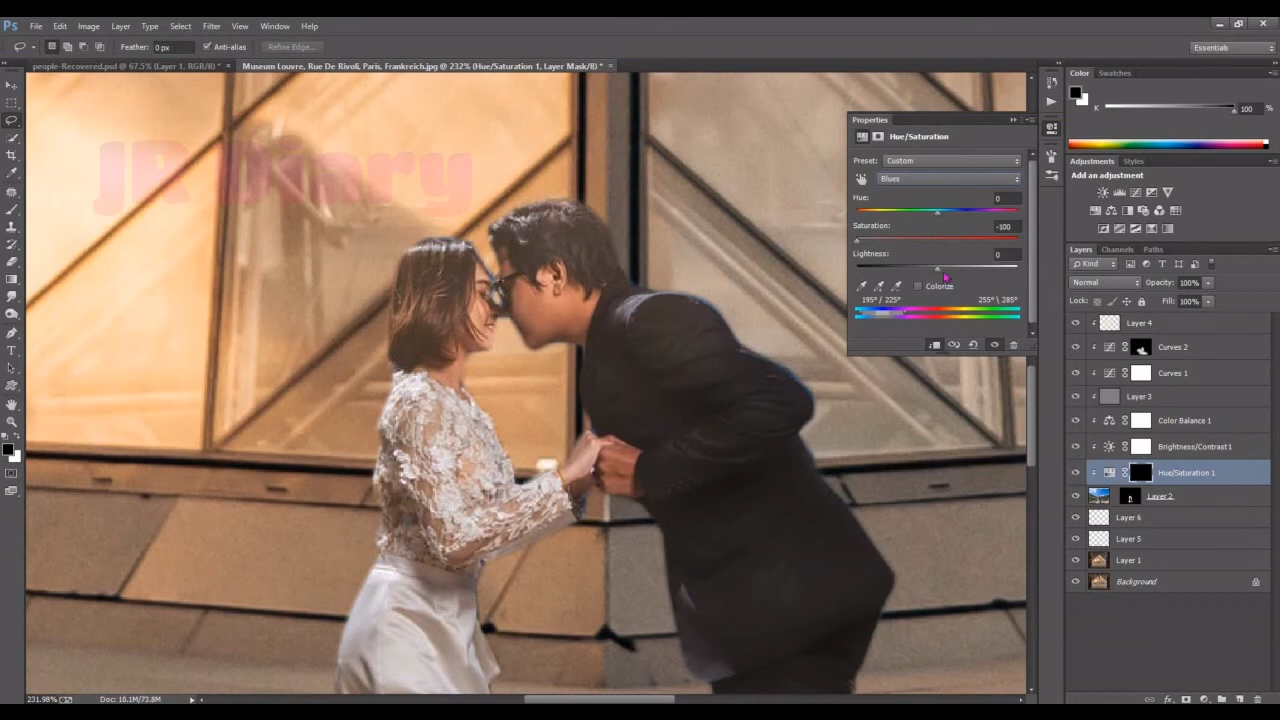 Ps File Edit Image Layer Type Select Filter View Window Help
Feather: 0 px Anti-alias Refine Edge... Essentials
people-Recovered.psd @ 67.5% (Layer 1, RGB/8) * × Museum Louvre, Rue De Rivoli, Paris, Frankreich.jpg @ 232% (Hue/Saturation 1, Layer Mask/8) * ×
Color Swatches
K 100 %
Properties
Hue/Saturation
Preset: Custom
Blues
Hue: 0
Saturation: -100
Lightness: 0
Colorize
195°/ 225° 255°\ 285°
Adjustments Styles
Add an adjustment
Layers Channels Paths
Kind
Normal Opacity: 100%
Lock: Fill: 100%
Layer 4
Curves 2
Curves 1
Layer 3
Color Balance 1
Brightness/Contrast 1
Hue/Saturation 1
Layer 2
Layer 6
Layer 5
Layer 1
Background
231.98% Doc: 10.1M/73.8M